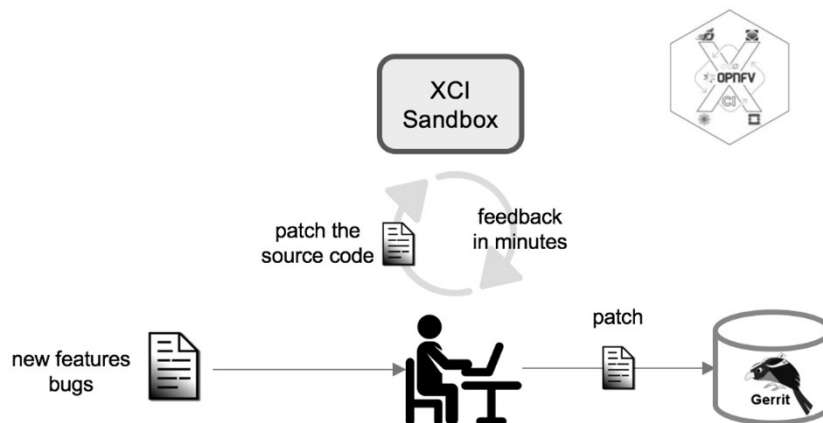 XCI
Sandbox
OPNFV
CI
patch the
source code
feedback
in minutes
new features
bugs
patch
Gerrit